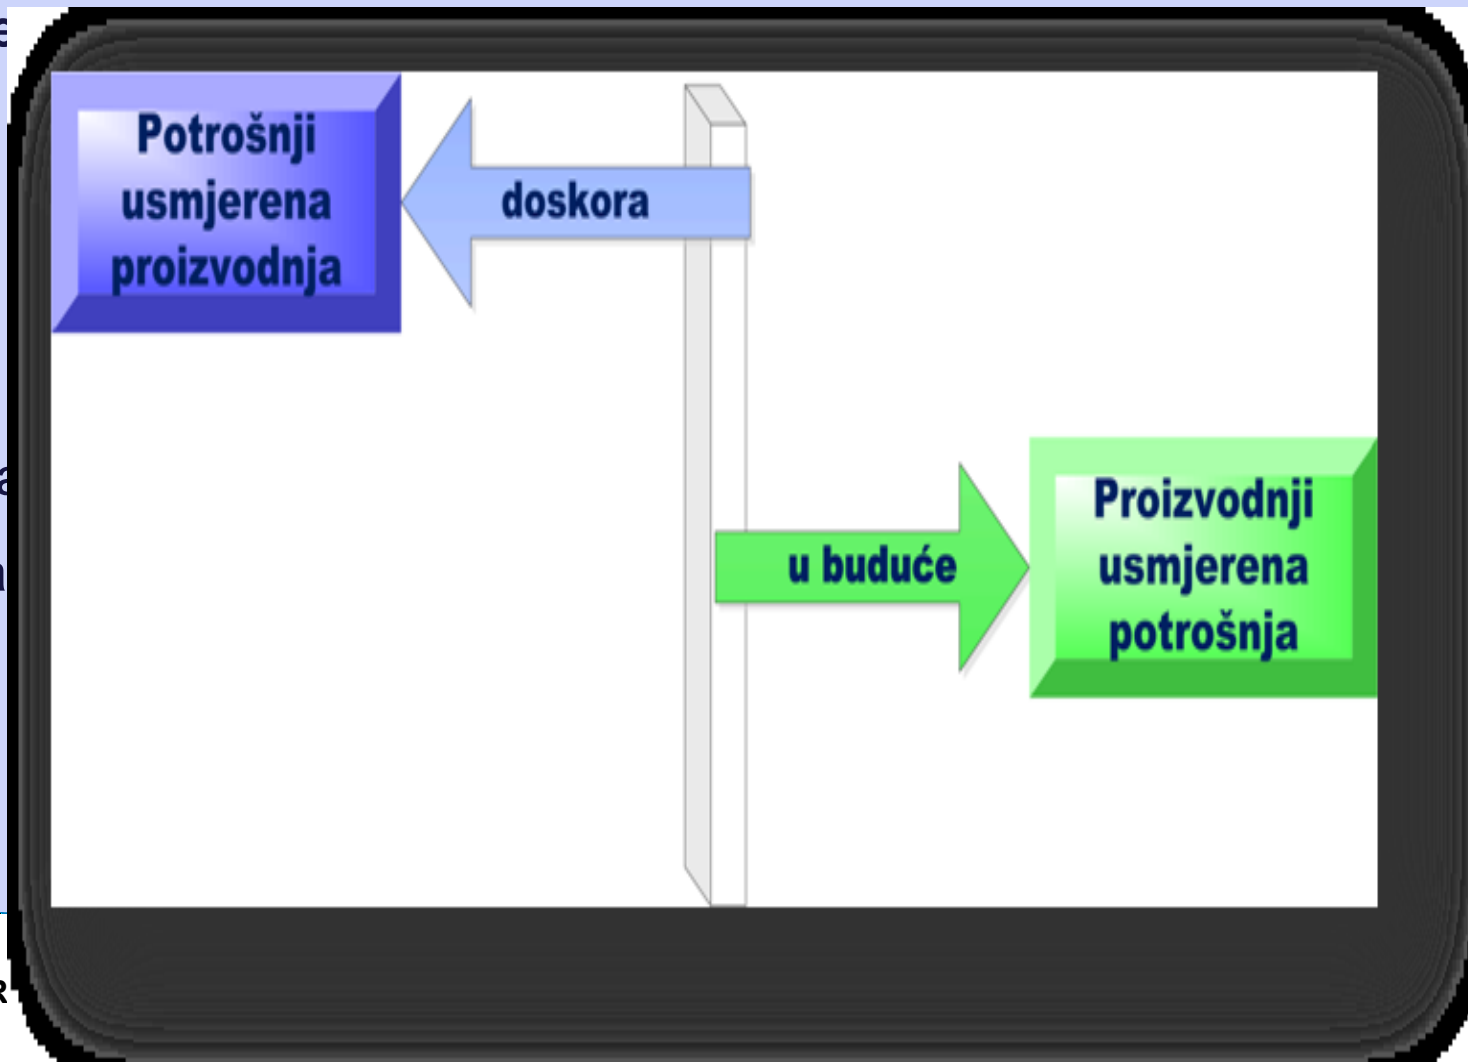 Potrošnji
usmjerena
proizvodnja
doskora
u buduće
Proizvodnji
usmjerena
potrošnja